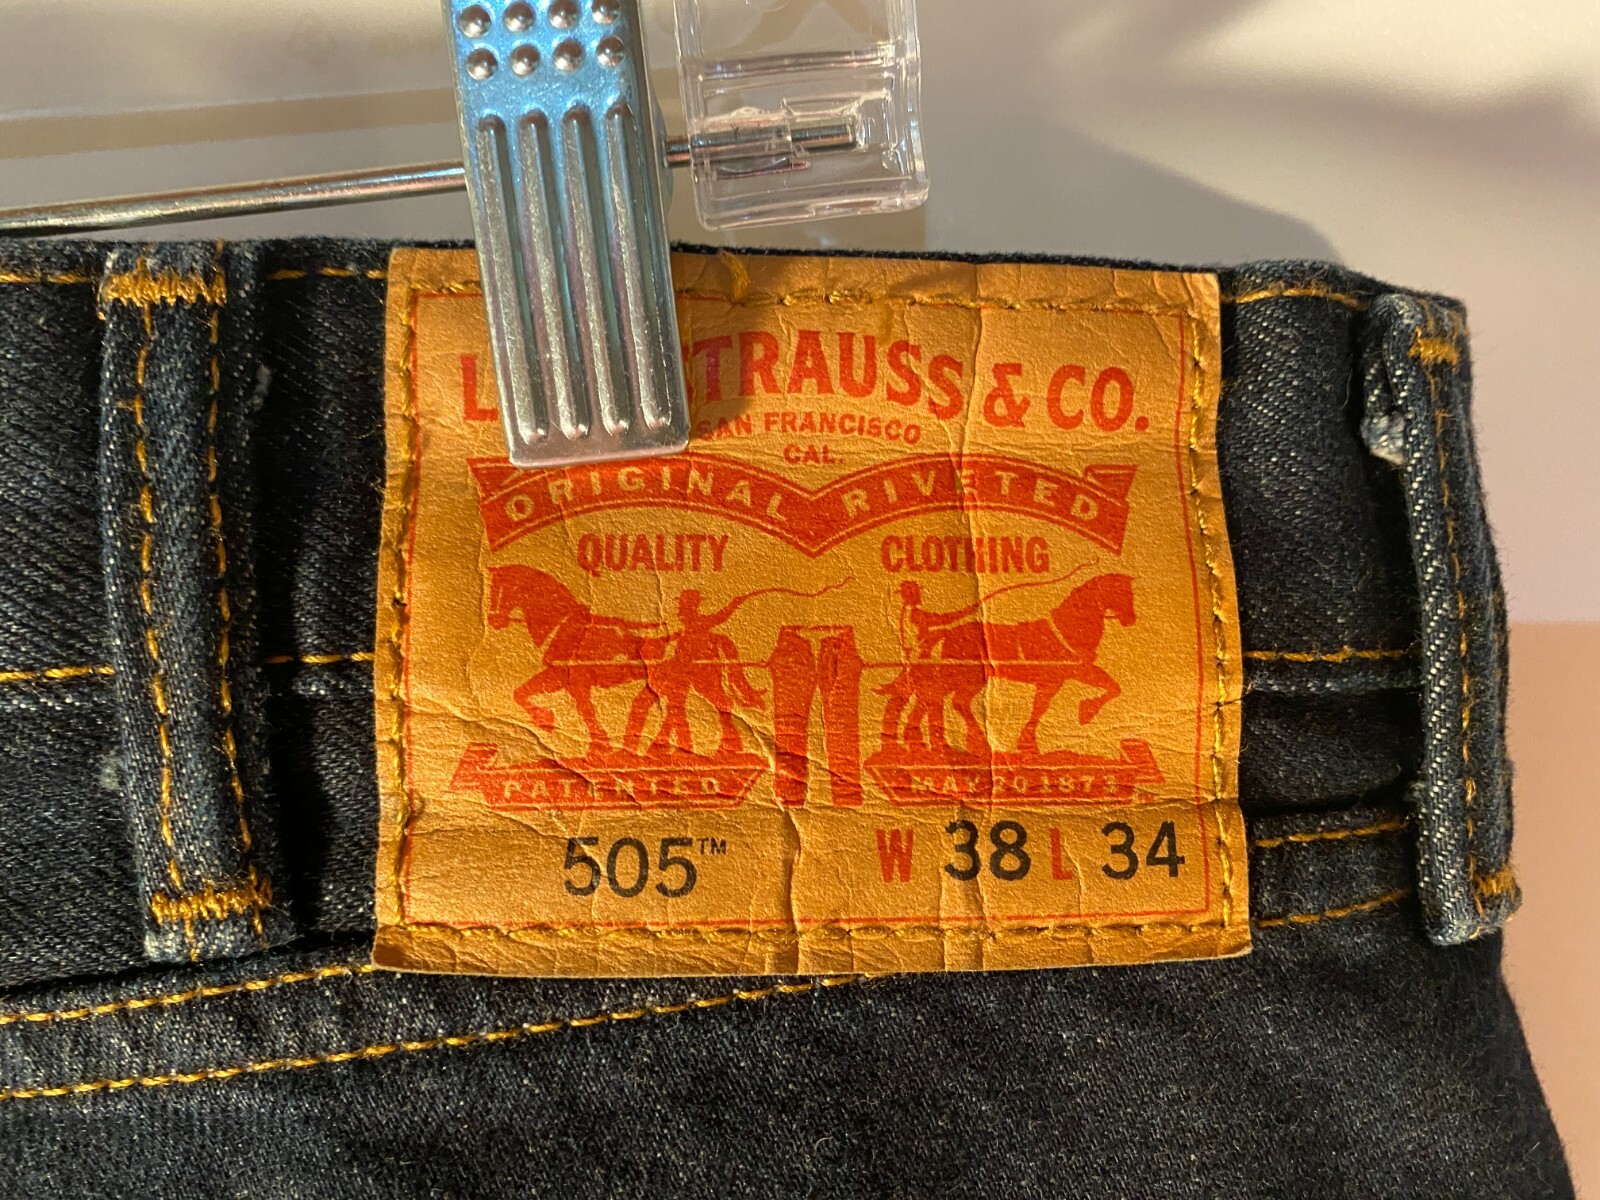 STRAUSS & CO.
SAN FRANCISCO
CAL.
ORIGINAL RIVETED
QUALITY CLOTHING
PATENTED MAY 20 1873
505™ W 38 L 34